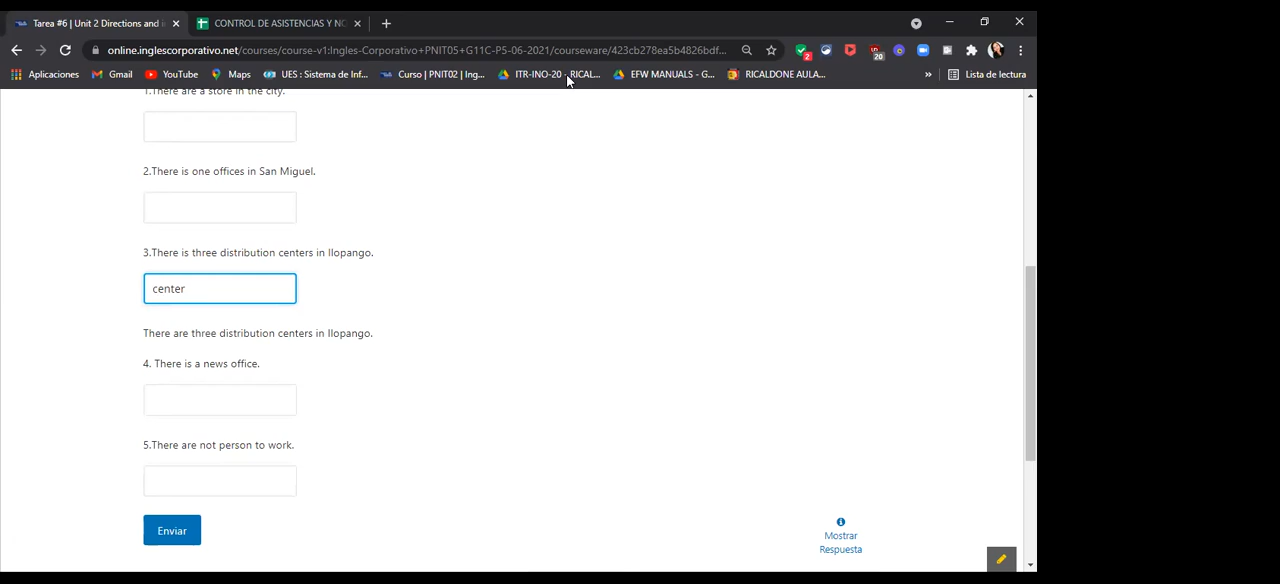 Tarea #6 | Unit 2 Directions and i
CONTROL DE ASISTENCIAS Y NO
online.inglescorporativo.net/courses/course-v1:Ingles-Corporativo+PNIT05+G11C-P5-06-2021/courseware/423cb278ea5b4826bdf...
2
20
Aplicaciones
Gmail
YouTube
Maps
UES : Sistema de Inf...
Curso | PNIT02 | Ing...
ITR-INO-20 - RICAL...
EFW MANUALS - G...
RICALDONE AULA...
»
Lista de lectura
1.There are a store in the city.
2.There is one offices in San Miguel.
3.There is three distribution centers in Ilopango.
center
There are three distribution centers in Ilopango.
4. There is a news office.
5.There are not person to work.
Enviar
Mostrar
Respuesta